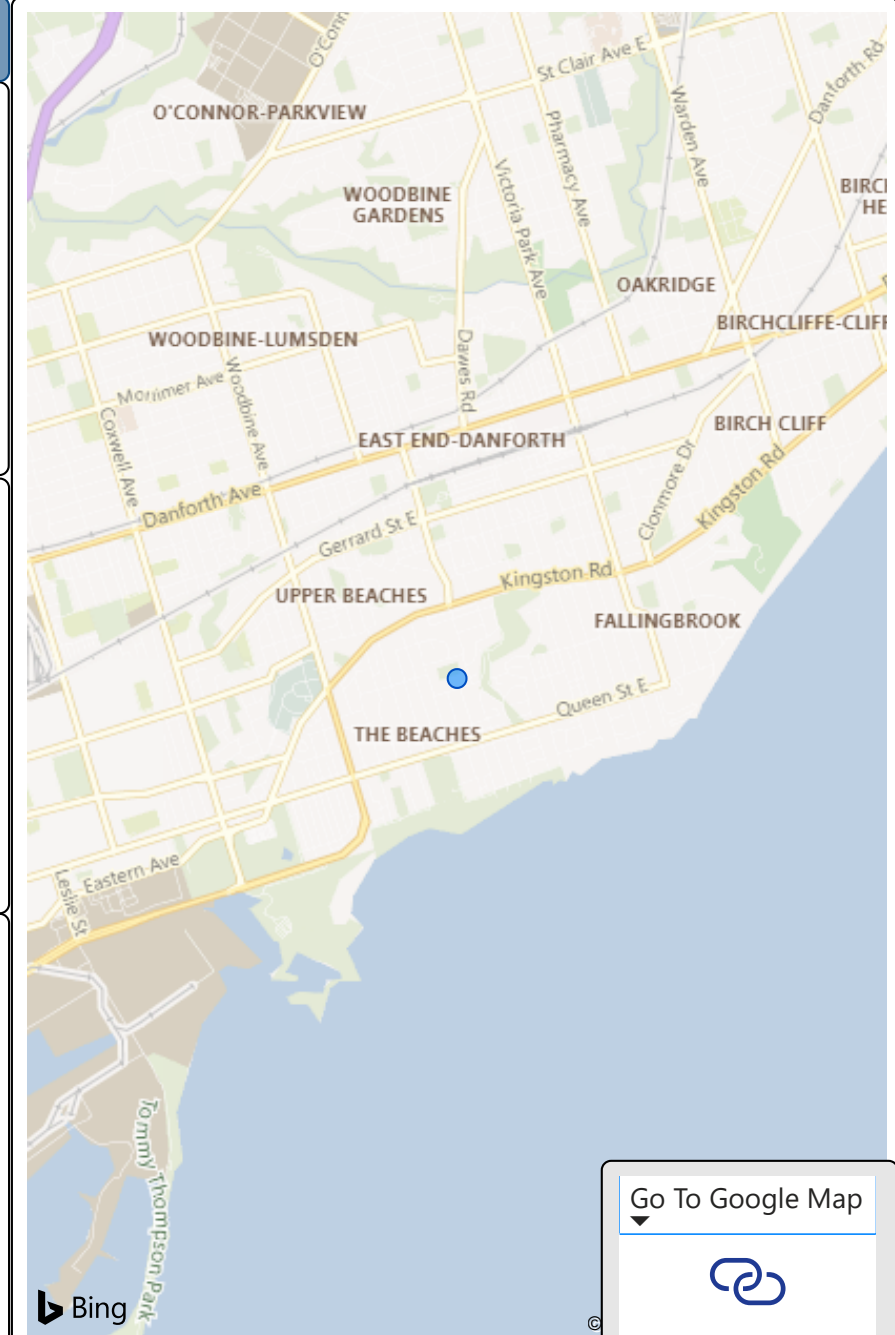 O'Conn
St Clair Ave E
Danforth Rd
O'CONNOR-PARKVIEW
Warden Ave
Pharmacy Ave
WOODBINE
GARDENS
Victoria Park Ave
BIRCH
HE
OAKRIDGE
BIRCHCLIFFE-CLIFF
WOODBINE-LUMSDEN
Dawes Rd
Mortimer Ave
Woodbine Ave
Coxwell Ave
EAST END-DANFORTH
BIRCH CLIFF
Clonmore Dr
Kingston Rd
Danforth Ave
Gerrard St E
Kingston Rd
UPPER BEACHES
FALLINGBROOK
Queen St E
THE BEACHES
Eastern Ave
Leslie St
Tommy Thompson Park
Go To Google Map
Bing
©